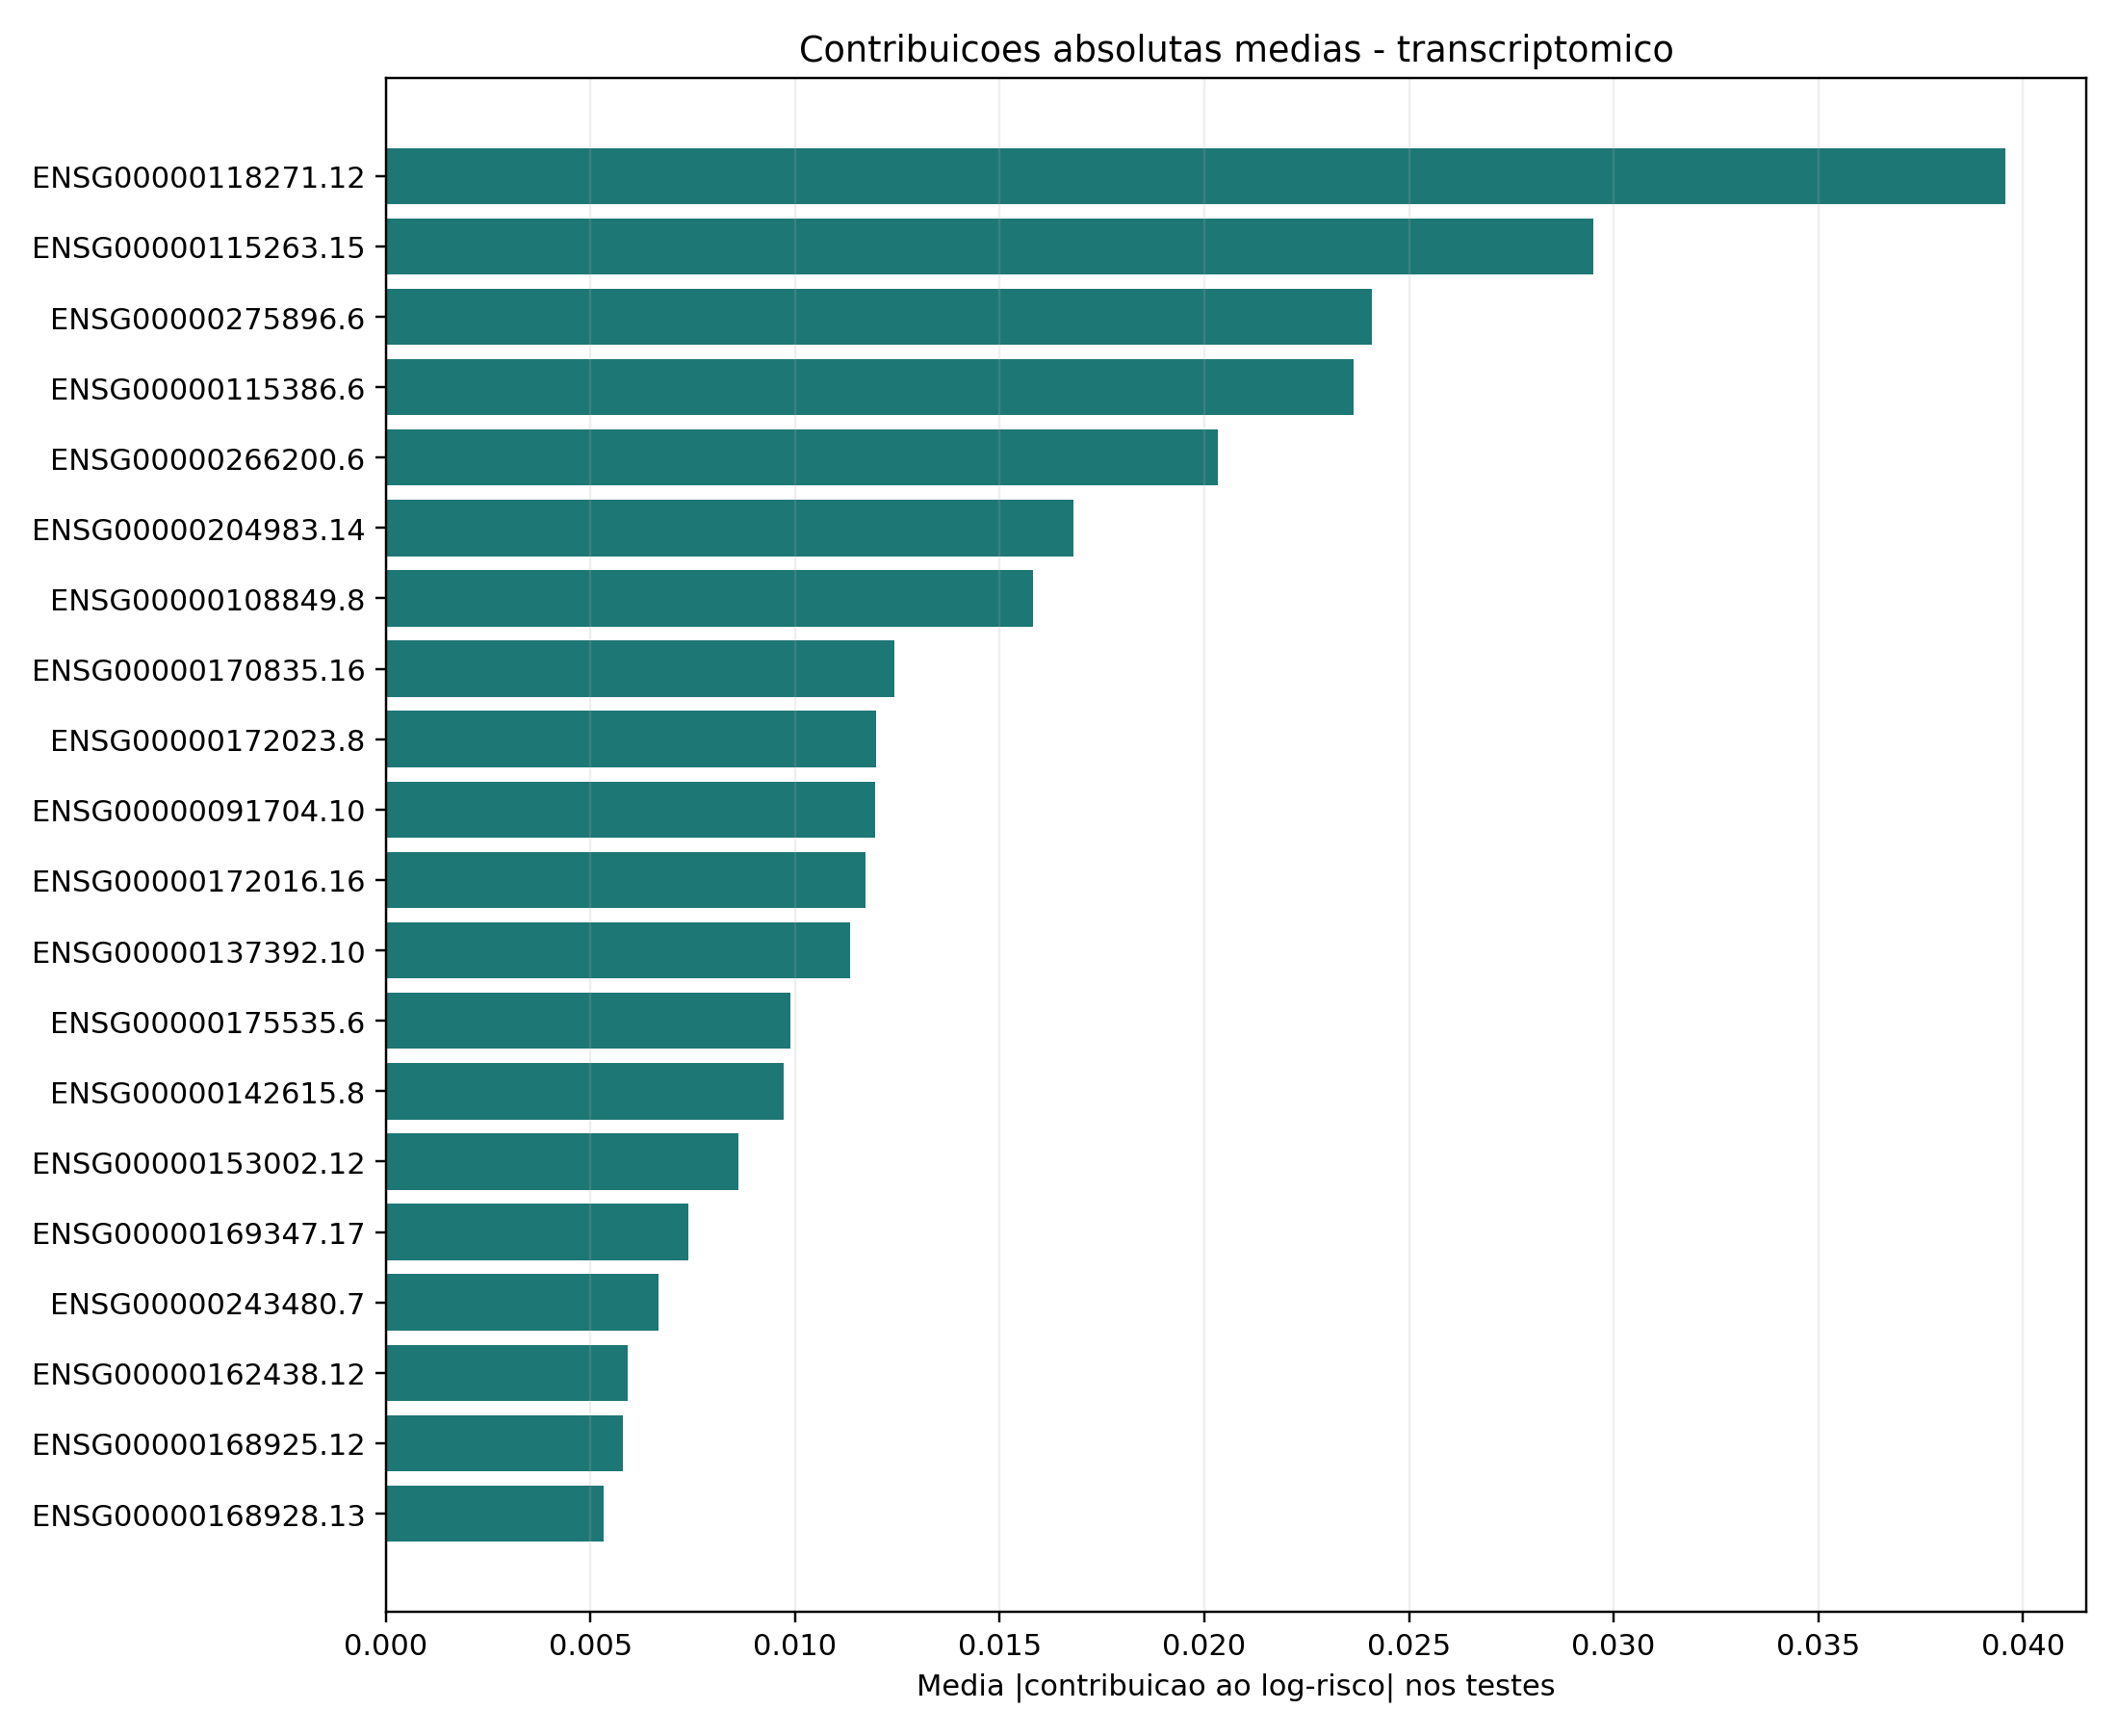 Contribuicoes absolutas medias - transcriptomico
ENSG00000118271.12
ENSG00000115263.15
ENSG00000275896.6
ENSG00000115386.6
ENSG00000266200.6
ENSG00000204983.14
ENSG00000108849.8
ENSG00000170835.16
ENSG00000172023.8
ENSG00000091704.10
ENSG00000172016.16
ENSG00000137392.10
ENSG00000175535.6
ENSG00000142615.8
ENSG00000153002.12
ENSG00000169347.17
ENSG00000243480.7
ENSG00000162438.12
ENSG00000168925.12
ENSG00000168928.13
0.000 0.005 0.010 0.015 0.020 0.025 0.030 0.035 0.040
Media |contribuicao ao log-risco| nos testes